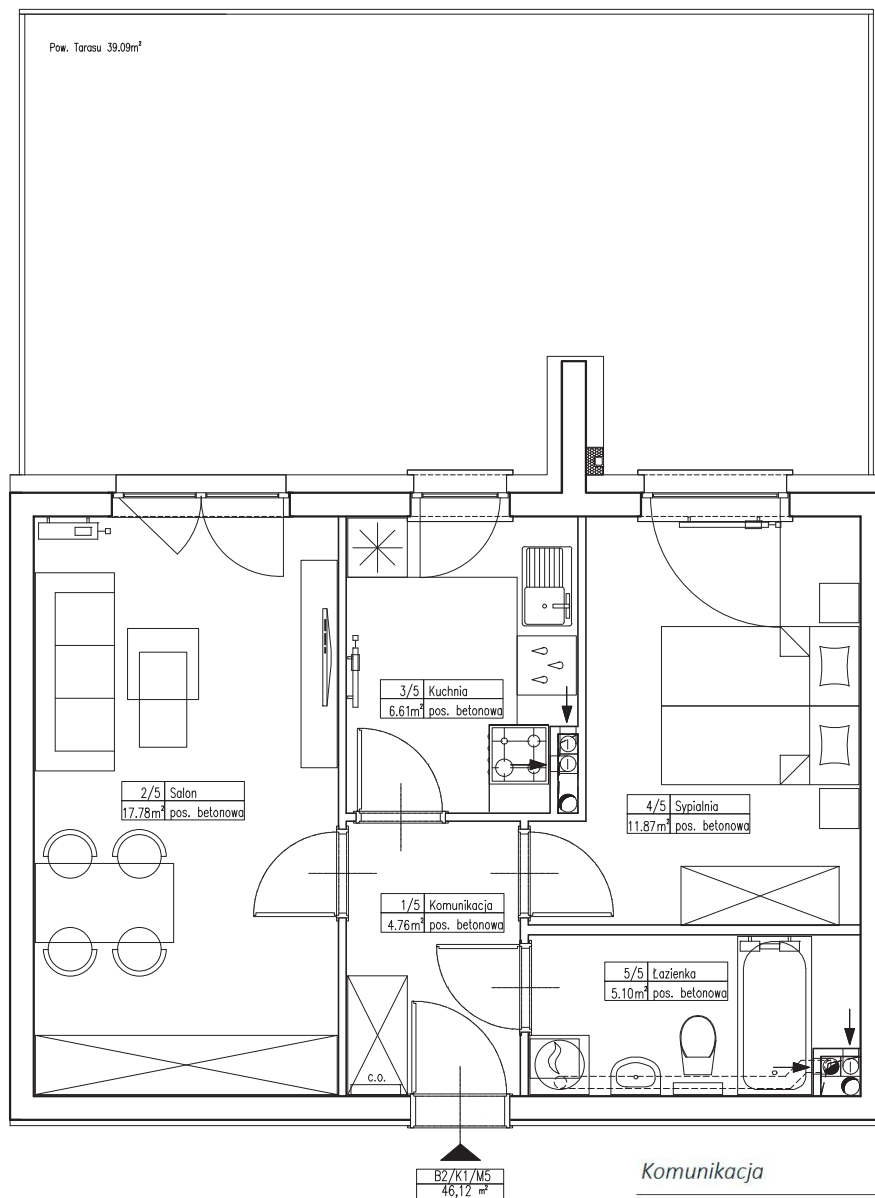 Pow. Tarasu 39.09m²
3/5 Kuchnia
6.61m² pos. betonowa
2/5 Salon
17.78m² pos. betonowa
4/5 Sypialnia
11.87m² pos. betonowa
1/5 Komunikacja
4.76m² pos. betonowa
5/5 Łazienka
5.10m² pos. betonowa
c.o.
B2/K1/M5
46,12 m²
Komunikacja